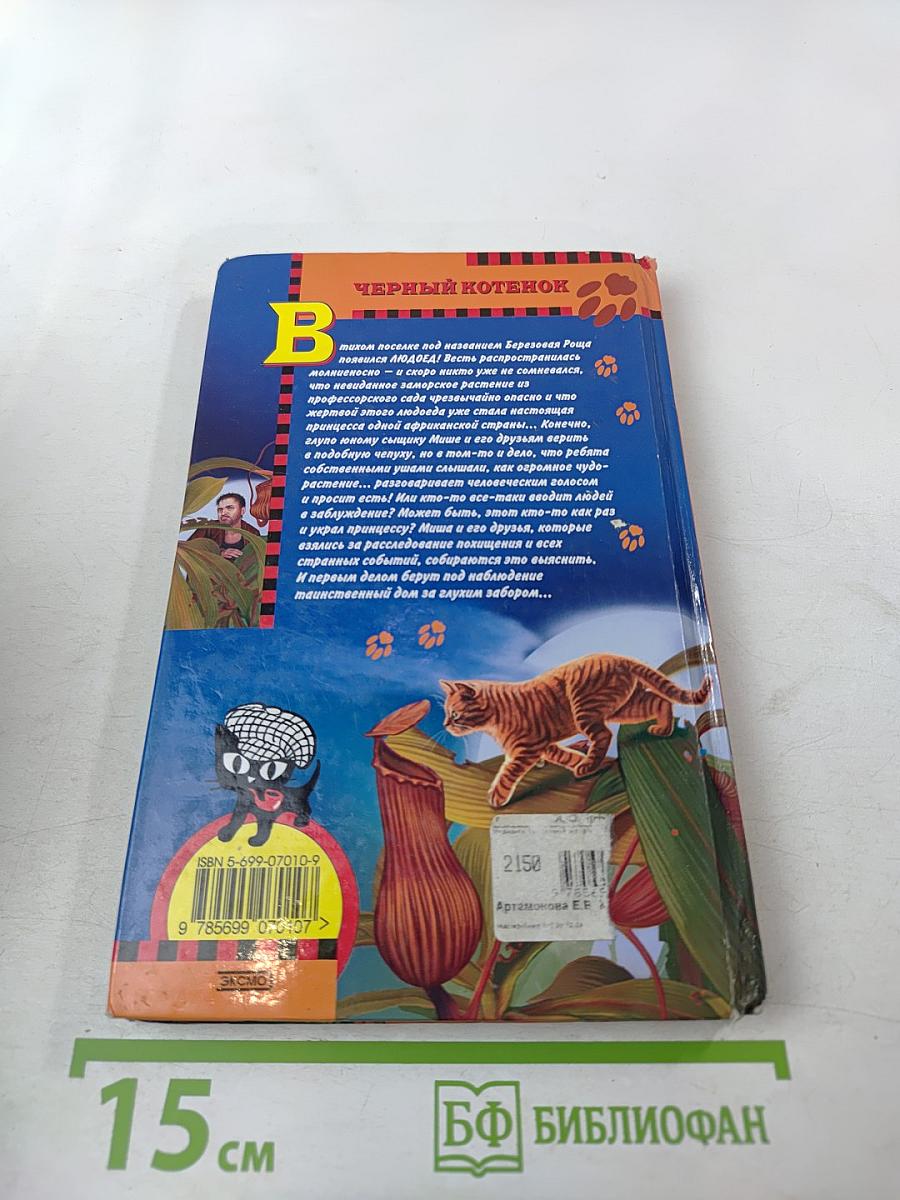 ЧЕРНЫЙ КОТЕНОК
В тихом поселке под названием Березовая Роща
появился ЛЮДОЕД! Весть распространилась
молниеносно — и скоро никто уже не сомневался,
что невиданное заморское растение из
профессорского сада чрезвычайно опасно и что
жертвой этого людоеда уже стала настоящая
принцесса одной африканской страны... Конечно,
глупо юному сыщику Мише и его друзьям верить
в подобную чепуху, но в том-то и дело, что ребята
собственными ушами слышали, как огромное чудо-
растение... разговаривает человеческим голосом
и просит есть! Или кто-то все-таки вводит людей
в заблуждение? Может быть, этот кто-то как раз
и украл принцессу? Миша и его друзья, которые
взялись за расследование похищения и всех
странных событий, собираются это выяснить.
И первым делом берут под наблюдение
таинственный дом за глухим забором...
ISBN 5-699-07010-9
9 785699 070107 >
ЭКСМО
2150
Артамонова Е.В
15 см
БФ БИБЛИОФАН